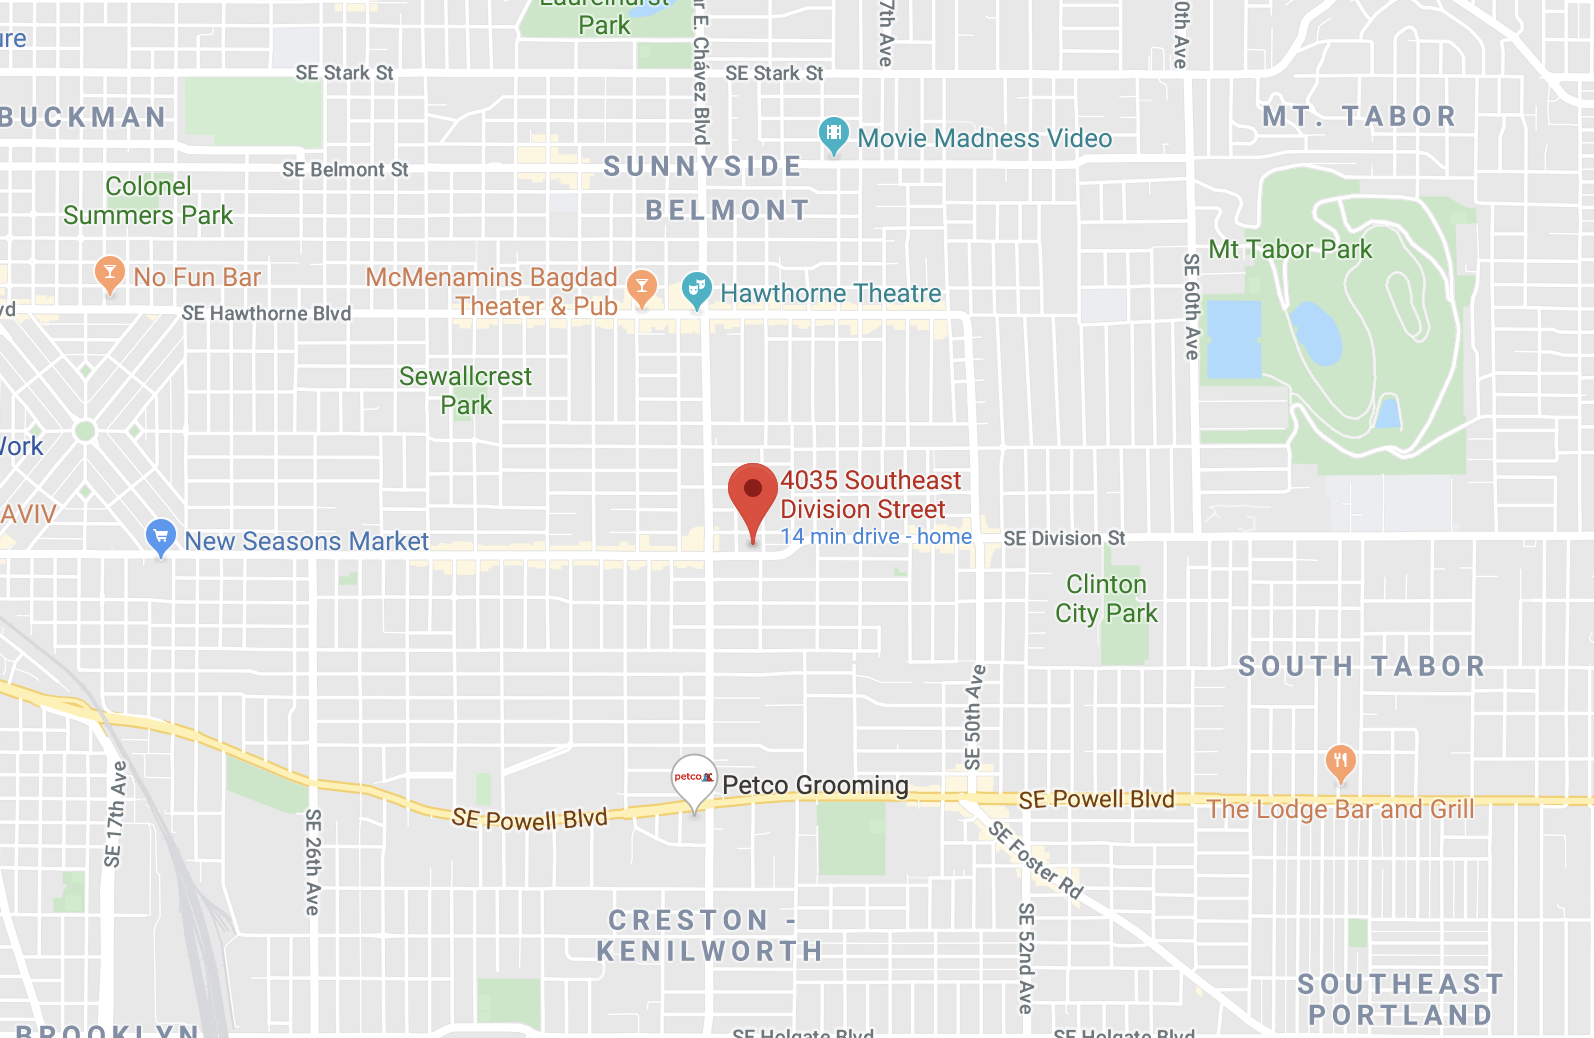 Laurelhurst
Park
ure
r E. Chávez Blvd
7th Ave
0th Ave
SE Stark St
SE Stark St
BUCKMAN
MT. TABOR
Movie Madness Video
SE Belmont St
SUNNYSIDE
BELMONT
Colonel
Summers Park
Mt Tabor Park
No Fun Bar
McMenamins Bagdad
Theater & Pub
Hawthorne Theatre
SE 60th Ave
vd
SE Hawthorne Blvd
Sewallcrest
Park
Work
4035 Southeast
Division Street
14 min drive - home
AVIV
New Seasons Market
SE Division St
Clinton
City Park
SOUTH TABOR
SE 50th Ave
SE 17th Ave
petco
Petco Grooming
SE Powell Blvd
SE Powell Blvd
The Lodge Bar and Grill
SE 26th Ave
SE Foster Rd
CRESTON -
KENILWORTH
SE 52nd Ave
SOUTHEAST
PORTLAND
BROOKLYN
SE Holgate Blvd
SE Holgate Blvd